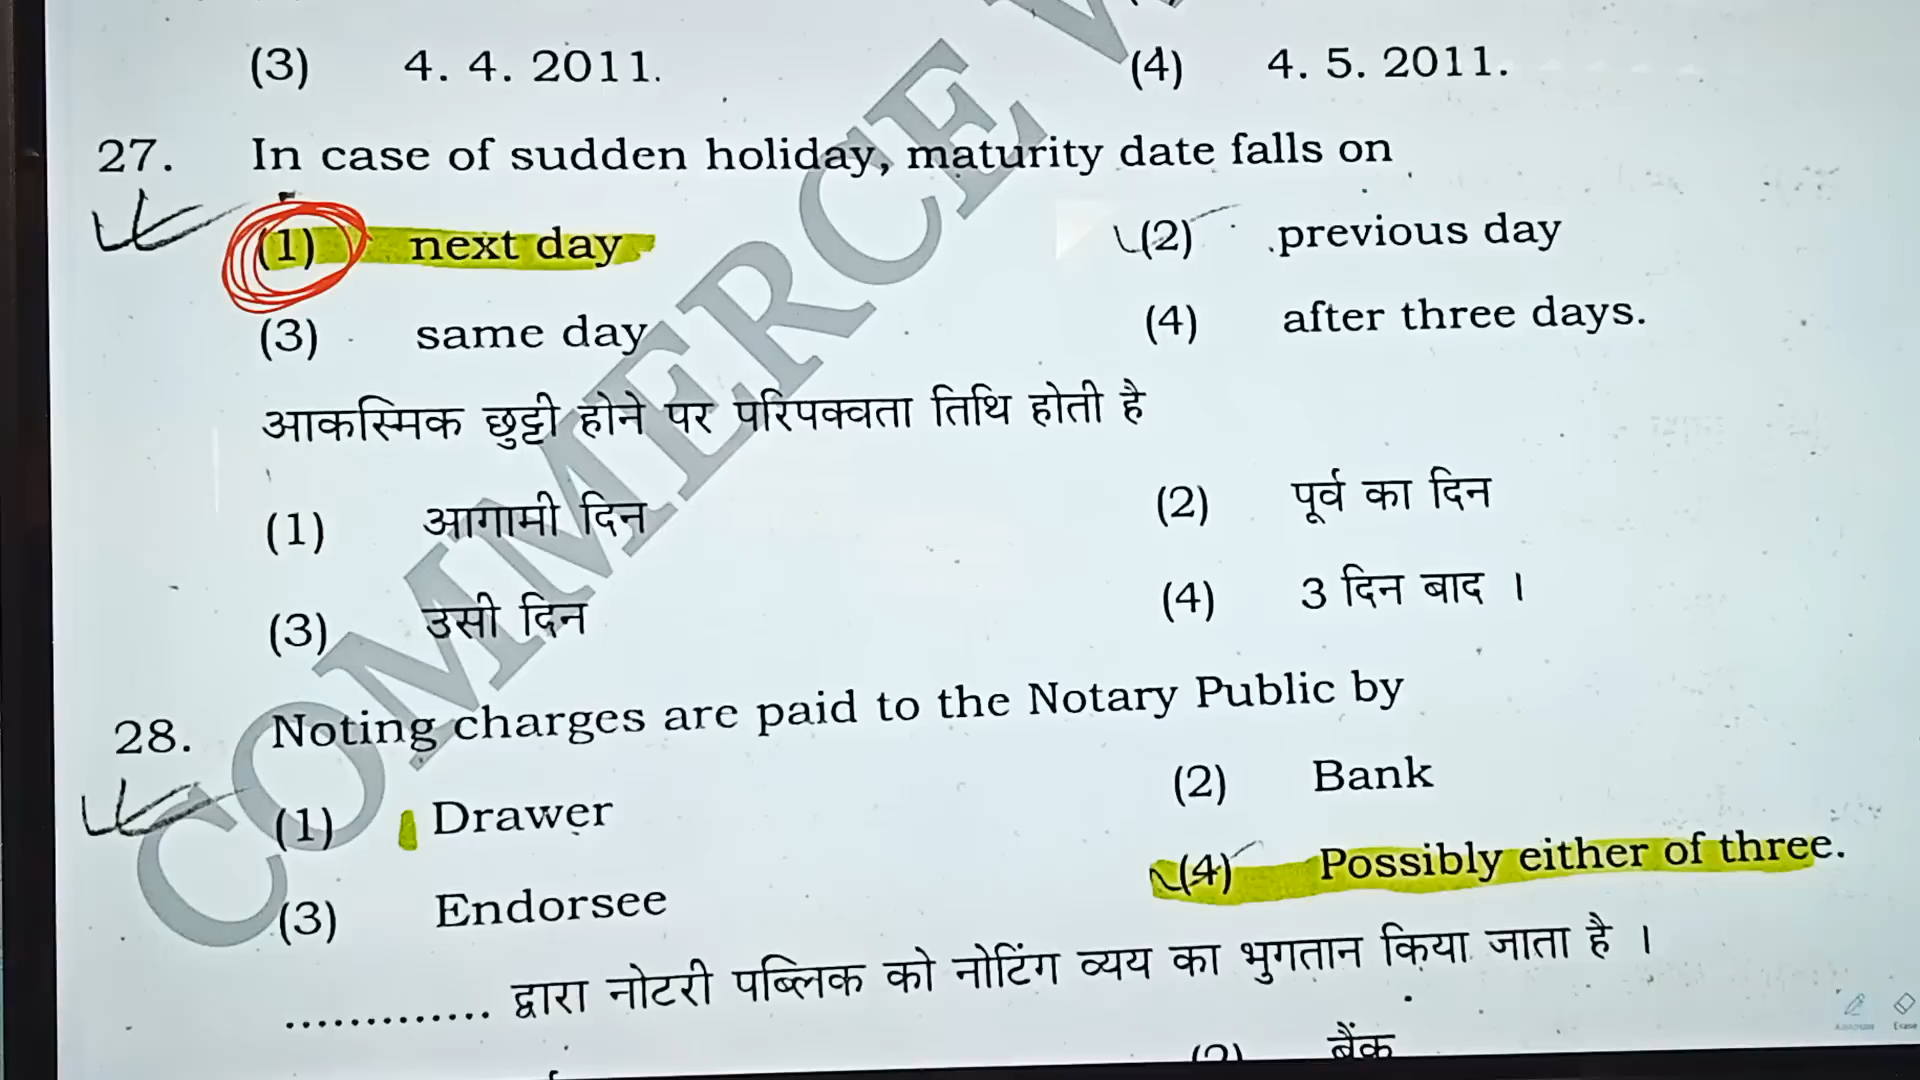 (3) 4. 4. 2011. (4) 4. 5. 2011.
27. In case of sudden holiday, maturity date falls on
(1) next day (2) previous day
(3) same day (4) after three days.
आकस्मिक छुट्टी होने पर परिपक्वता तिथि होती है
(1) आगामी दिन (2) पूर्व का दिन
(3) उसी दिन (4) 3 दिन बाद ।
28. Noting charges are paid to the Notary Public by
(1) Drawer (2) Bank
(3) Endorsee (4) Possibly either of three.
............. द्वारा नोटरी पब्लिक को नोटिंग व्यय का भुगतान किया जाता है ।
(2) बैंक
COMMERCE
Erase